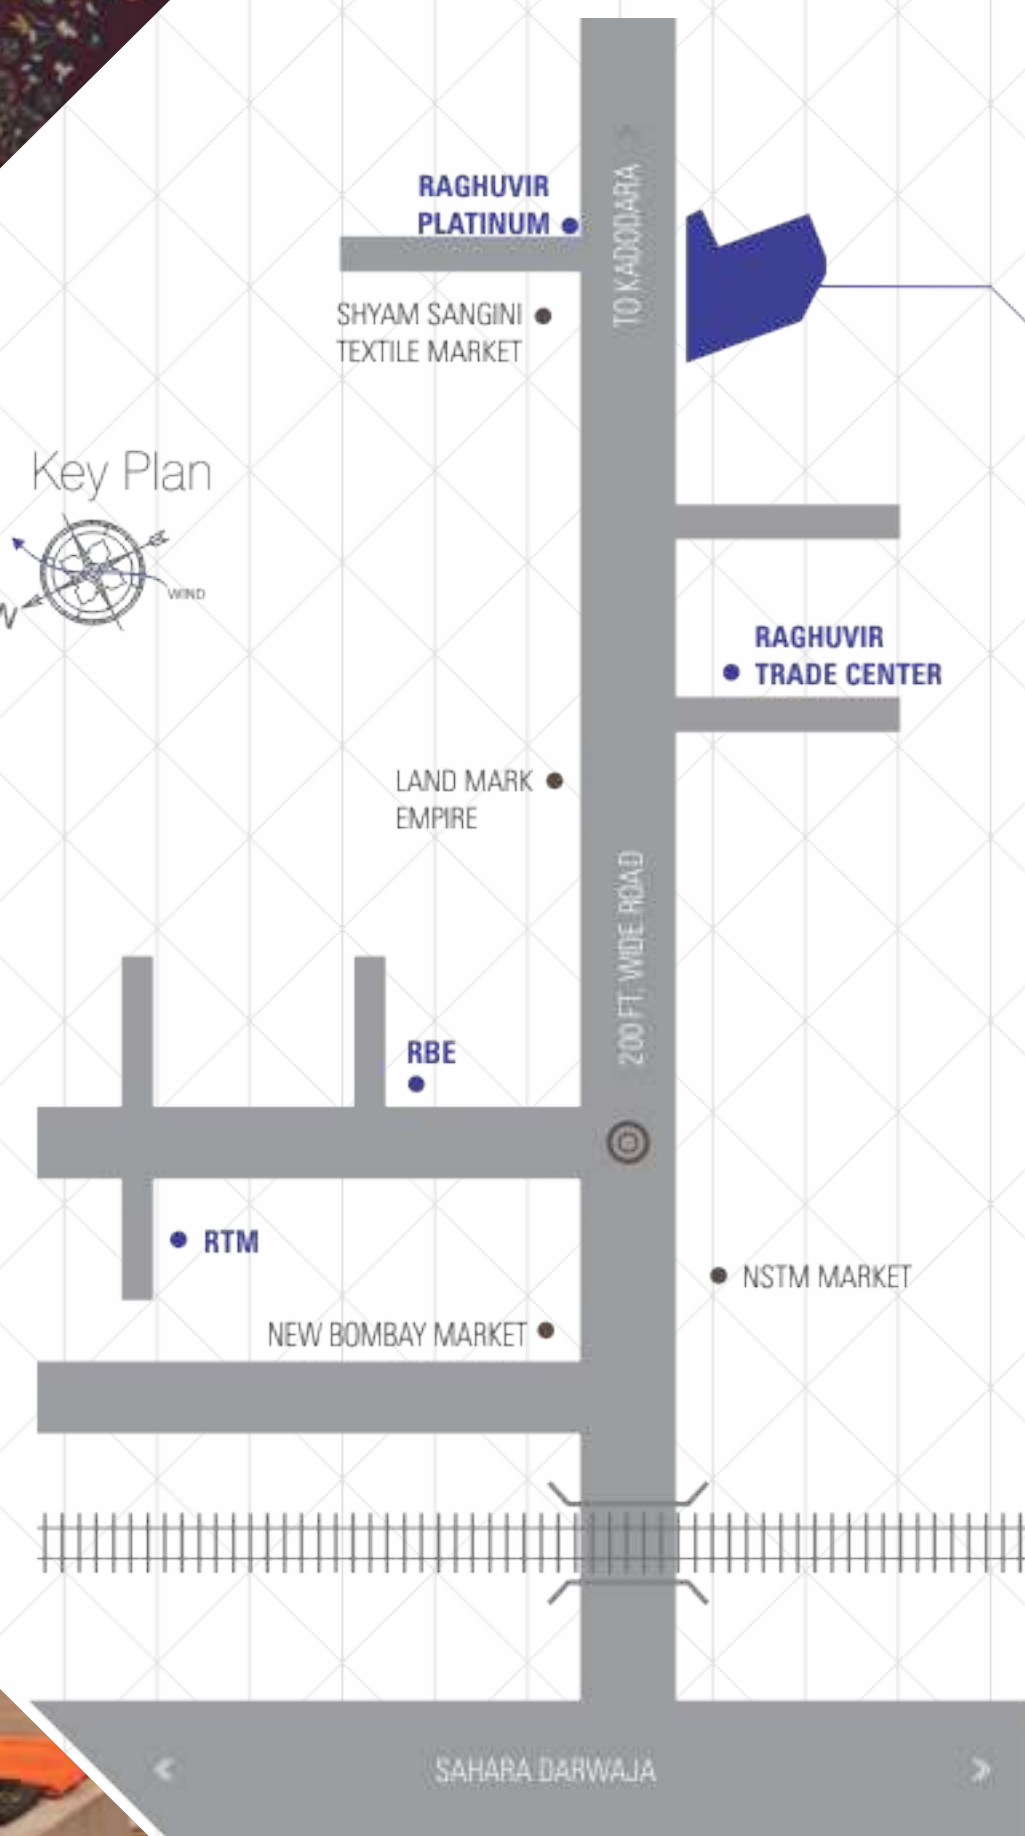 TO KADODARA
RAGHUVIR
PLATINUM
SHYAM SANGINI
TEXTILE MARKET
Key Plan
WIND
N
RAGHUVIR
TRADE CENTER
LAND MARK
EMPIRE
200 FT. WIDE ROAD
RBE
RTM
NSTM MARKET
NEW BOMBAY MARKET
SAHARA DARWAJA